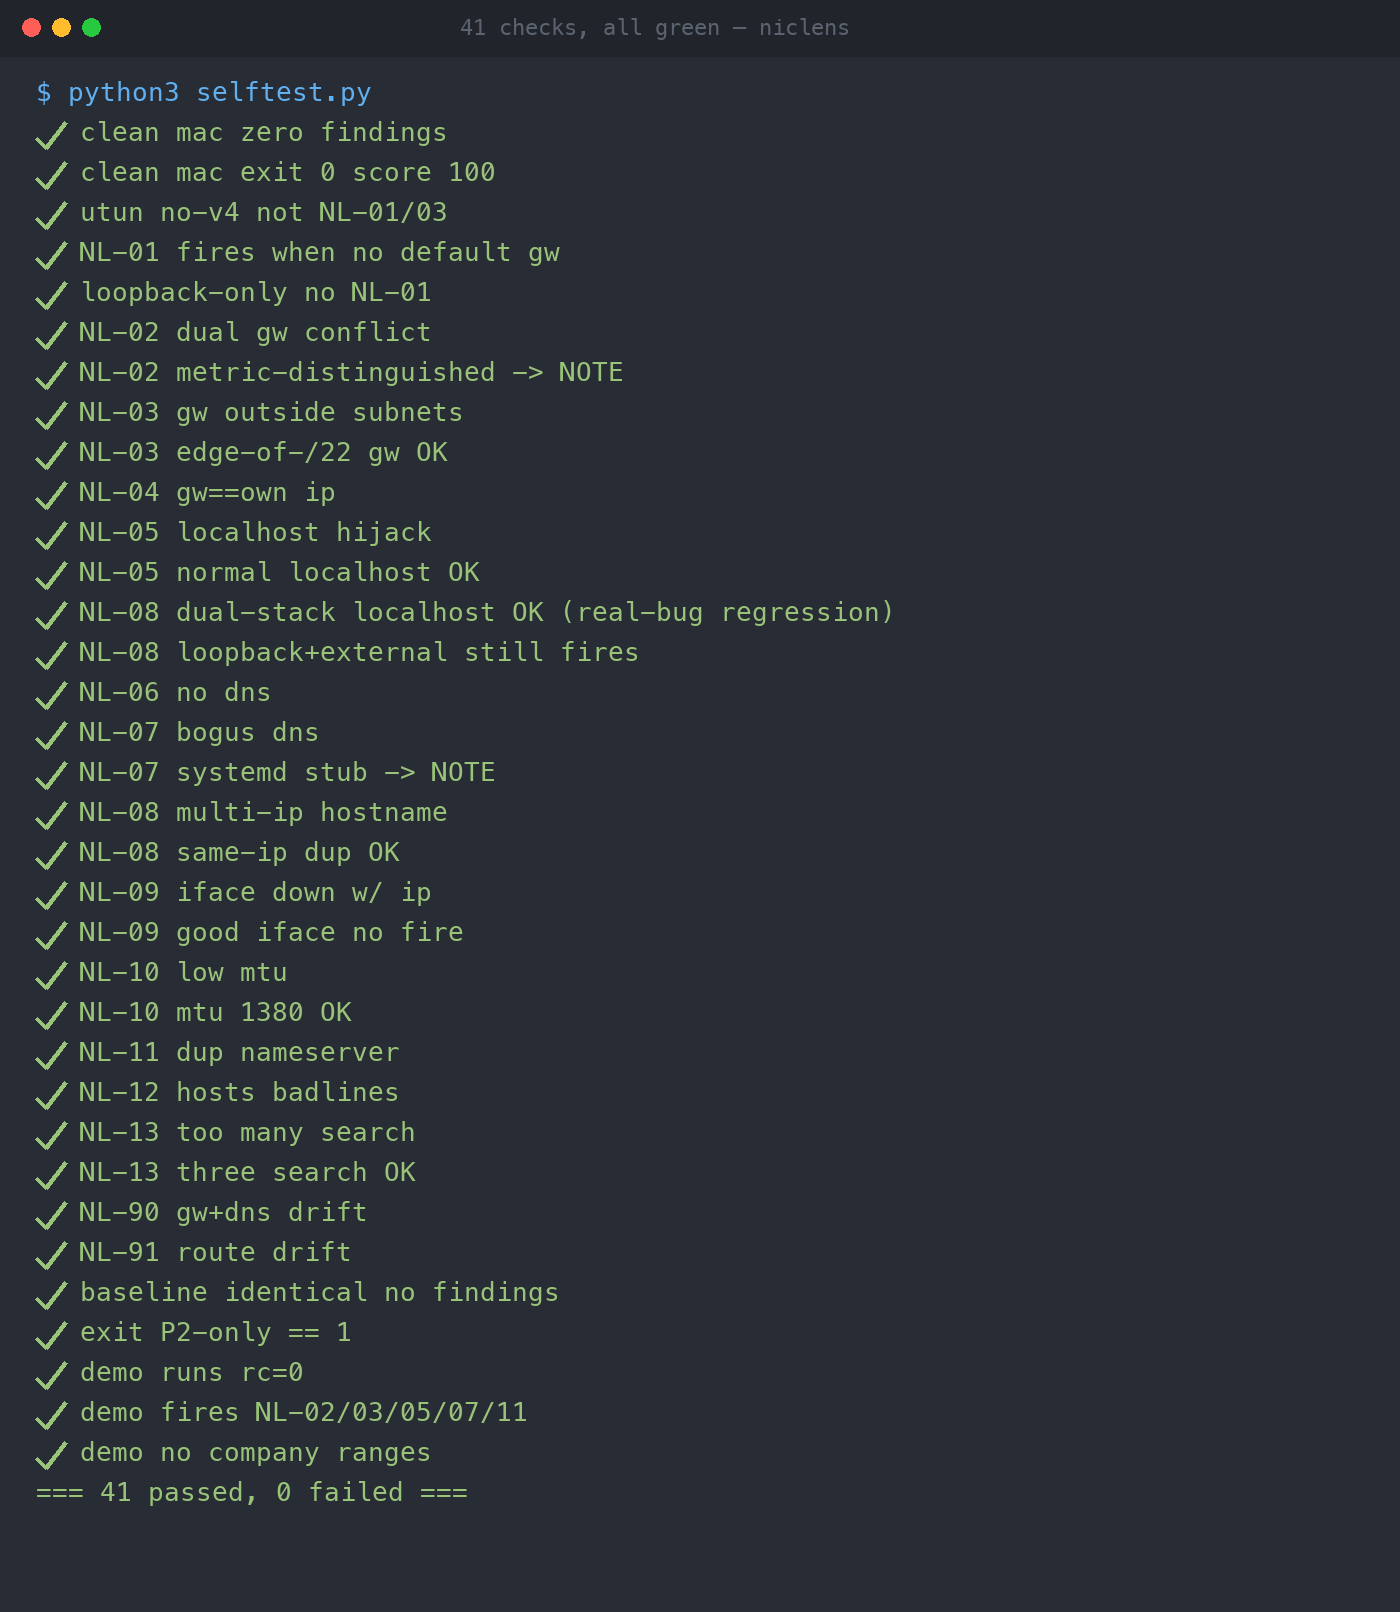 41 checks, all green — niclens
$ python3 selftest.py
✓ clean mac zero findings
✓ clean mac exit 0 score 100
✓ utun no-v4 not NL-01/03
✓ NL-01 fires when no default gw
✓ loopback-only no NL-01
✓ NL-02 dual gw conflict
✓ NL-02 metric-distinguished -> NOTE
✓ NL-03 gw outside subnets
✓ NL-03 edge-of-/22 gw OK
✓ NL-04 gw==own ip
✓ NL-05 localhost hijack
✓ NL-05 normal localhost OK
✓ NL-08 dual-stack localhost OK (real-bug regression)
✓ NL-08 loopback+external still fires
✓ NL-06 no dns
✓ NL-07 bogus dns
✓ NL-07 systemd stub -> NOTE
✓ NL-08 multi-ip hostname
✓ NL-08 same-ip dup OK
✓ NL-09 iface down w/ ip
✓ NL-09 good iface no fire
✓ NL-10 low mtu
✓ NL-10 mtu 1380 OK
✓ NL-11 dup nameserver
✓ NL-12 hosts badlines
✓ NL-13 too many search
✓ NL-13 three search OK
✓ NL-90 gw+dns drift
✓ NL-91 route drift
✓ baseline identical no findings
✓ exit P2-only == 1
✓ demo runs rc=0
✓ demo fires NL-02/03/05/07/11
✓ demo no company ranges
=== 41 passed, 0 failed ===